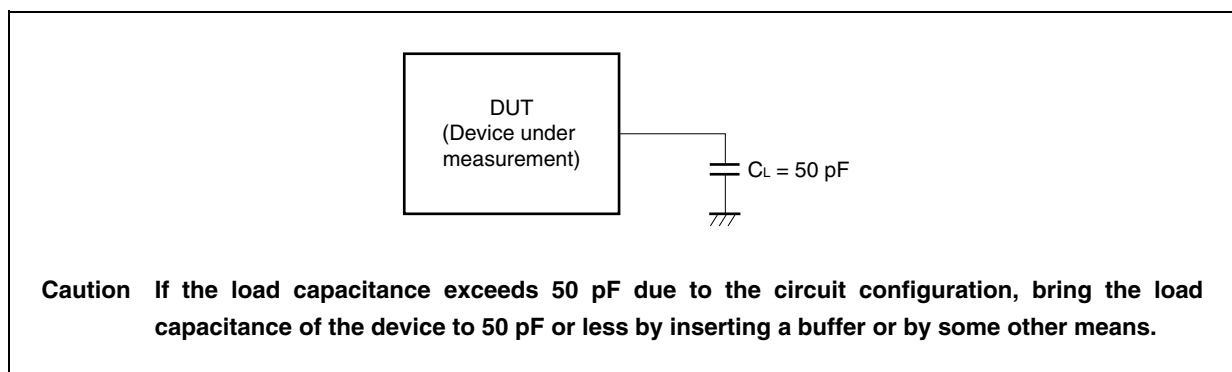 DUT
(Device under
measurement)
CL = 50 pF
Caution If the load capacitance exceeds 50 pF due to the circuit configuration, bring the load
capacitance of the device to 50 pF or less by inserting a buffer or by some other means.